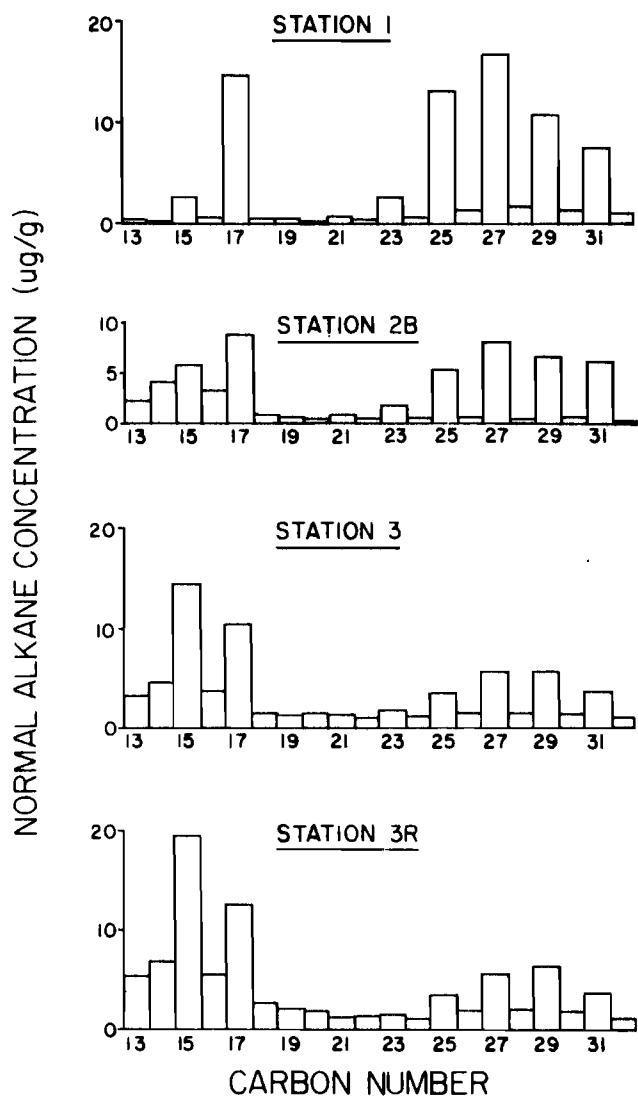 STATION 1
20
10
0
13 15 17 19 21 23 25 27 29 31
STATION 2B
10
5
0
13 15 17 19 21 23 25 27 29 31
STATION 3
20
10
0
13 15 17 19 21 23 25 27 29 31
STATION 3R
20
10
0
13 15 17 19 21 23 25 27 29 31
CARBON NUMBER
NORMAL ALKANE CONCENTRATION (ug/g)